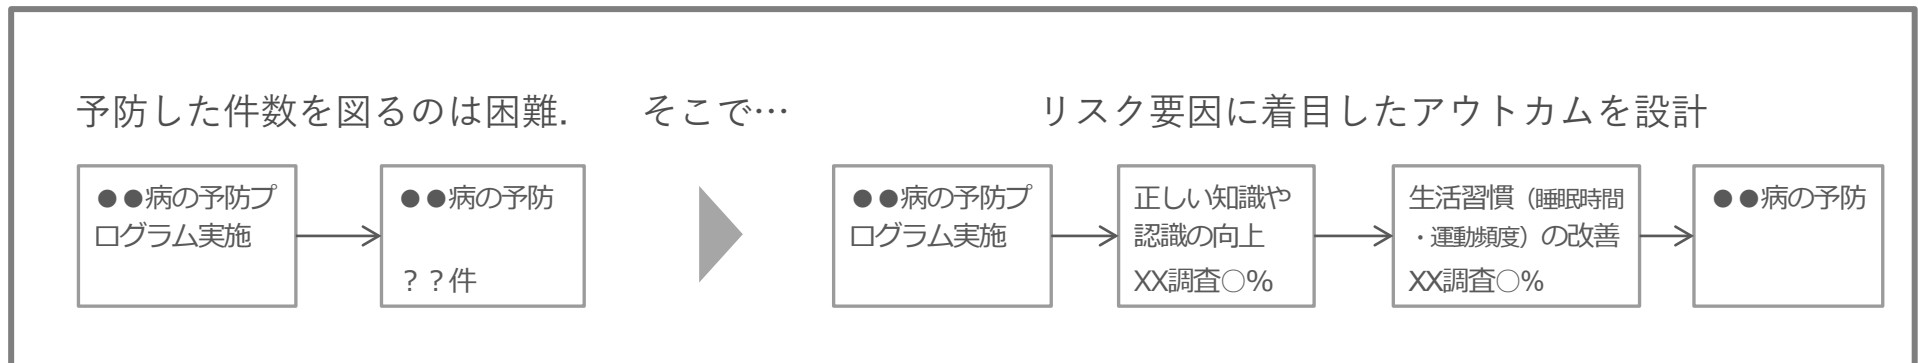 予防した件数を図るのは困難.
そこで…
リスク要因に着目したアウトカムを設計
●●病の予防プ
ログラム実施
●●病の予防
??件
●●病の予防プ
ログラム実施
正しい知識や
認識の向上
XX調査○%
生活習慣（睡眠時間
・運動頻度）の改善
XX調査○%
●●病の予防